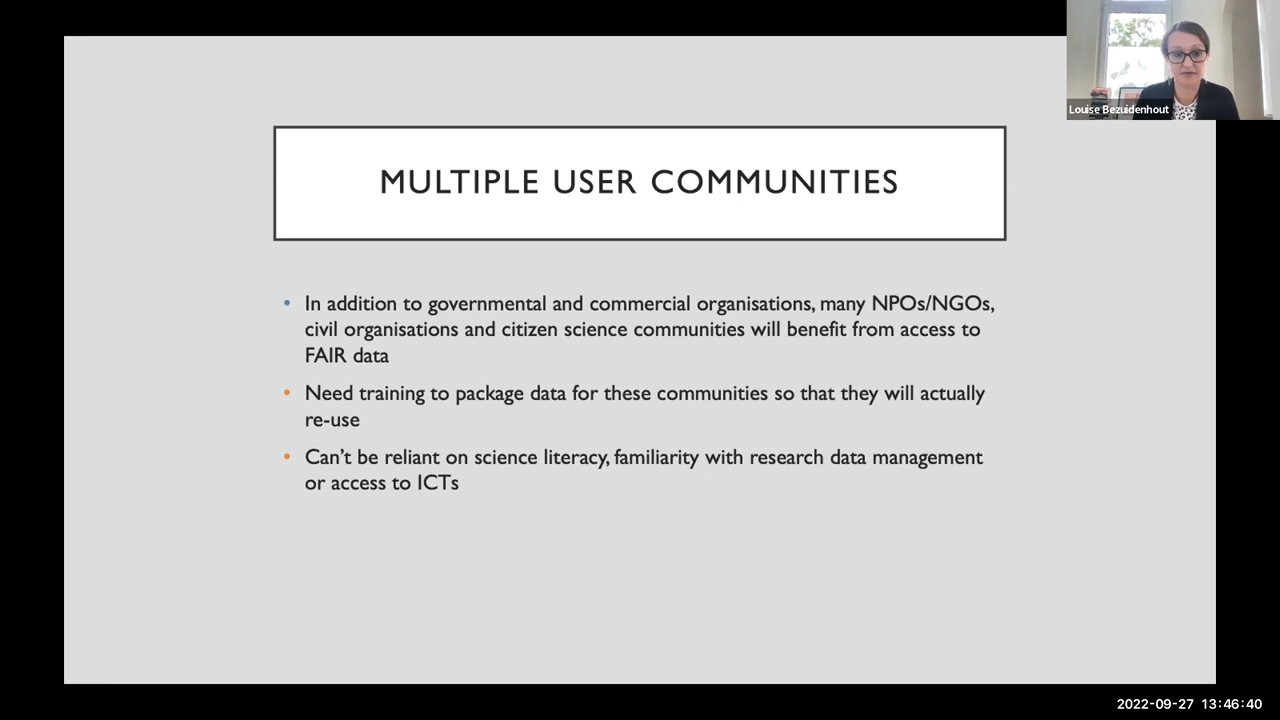 Louise Bezuidenhout
MULTIPLE USER COMMUNITIES
• In addition to governmental and commercial organisations, many NPOs/NGOs,
civil organisations and citizen science communities will benefit from access to
FAIR data
• Need training to package data for these communities so that they will actually
re-use
• Can’t be reliant on science literacy, familiarity with research data management
or access to ICTs
2022-09-27 13:46:40